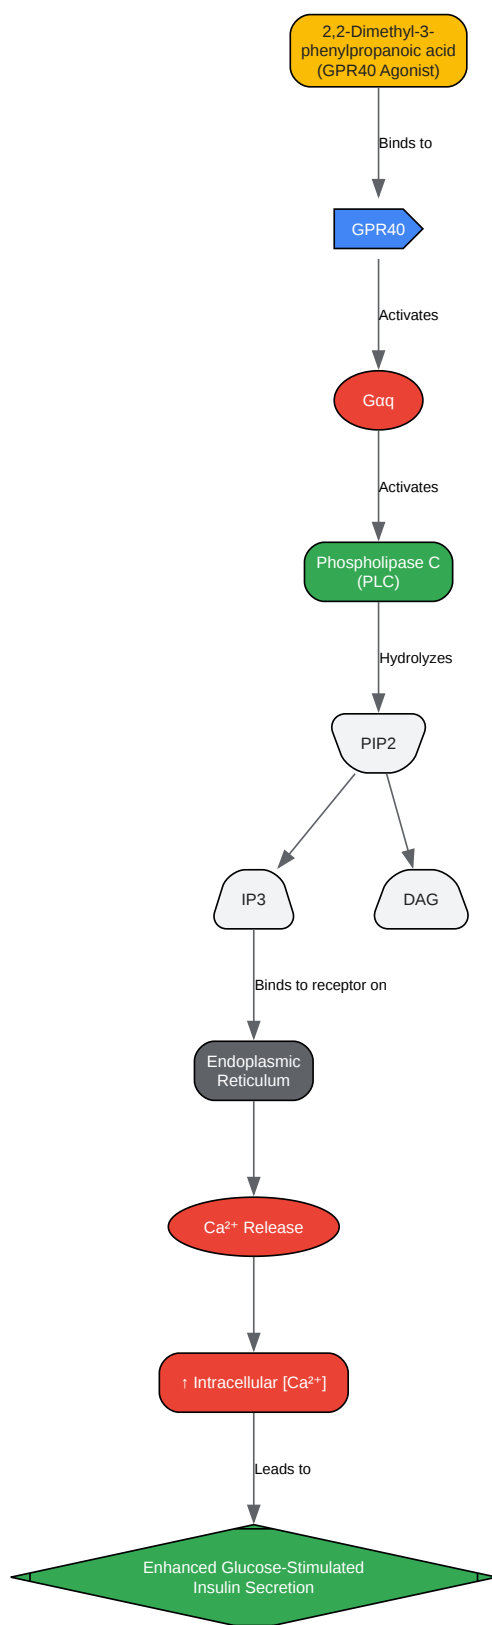 2,2-Dimethyl-3-
phenylpropanoic acid
(GPR40 Agonist)
Binds to
GPR40
Activates
Gαq
Activates
Phospholipase C
(PLC)
Hydrolyzes
PIP2
IP3
DAG
Binds to receptor on
Endoplasmic
Reticulum
Ca²⁺ Release
↑ Intracellular [Ca²⁺]
Leads to
Enhanced Glucose-Stimulated
Insulin Secretion